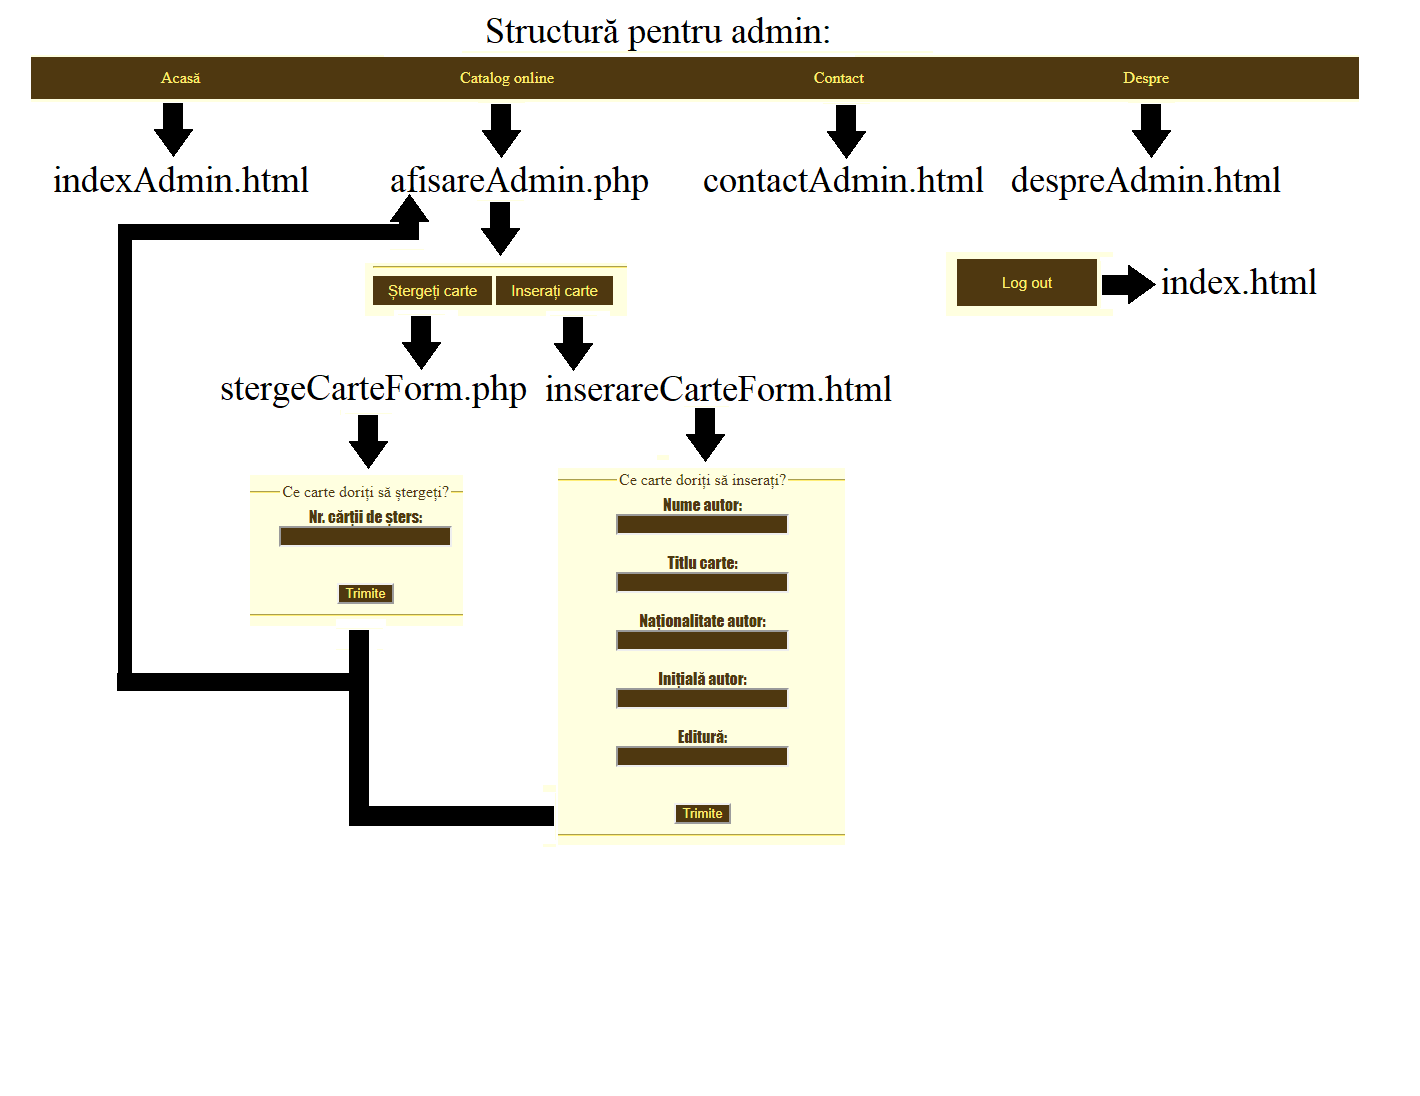 Structură pentru admin:
Acasă Catalog online Contact Despre
indexAdmin.html afisareAdmin.php contactAdmin.html despreAdmin.html
Ștergeți carte Inserați carte
Log out index.html
stergeCarteForm.php inserareCarteForm.html
Ce carte doriți să ștergeți?
Nr. cărții de șters:
Trimite
Ce carte doriți să inserați?
Nume autor:
Titlu carte:
Naționalitate autor:
Inițială autor:
Editură:
Trimite